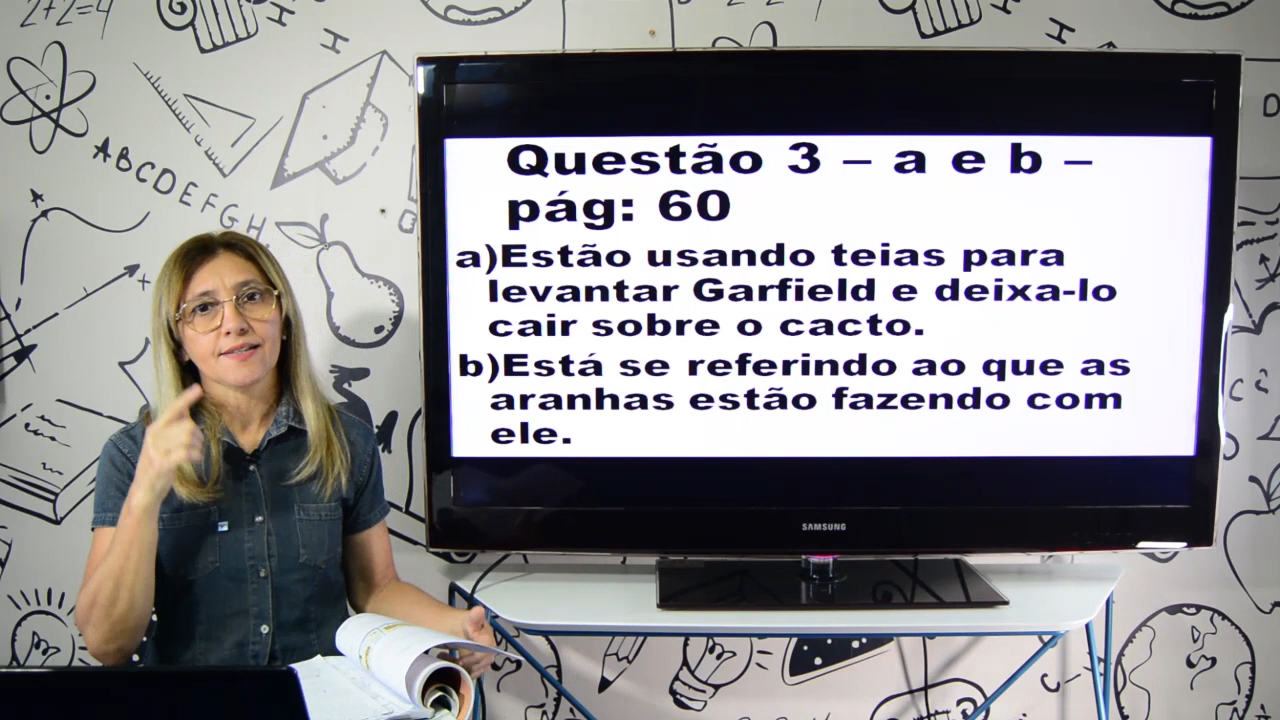 2+2=4
H
H
H
H
ABCDEFGH
Questão 3 – a e b –
pág: 60
a)Estão usando teias para
levantar Garfield e deixa-lo
cair sobre o cacto.
b)Está se referindo ao que as
aranhas estão fazendo com
ele.
SAMSUNG